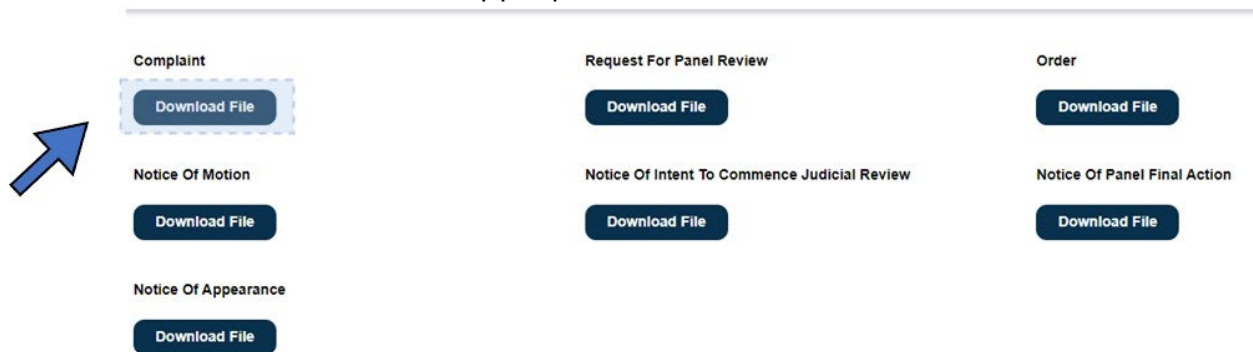 Complaint
Request For Panel Review
Order
Download File
Download File
Download File
Notice Of Motion
Notice Of Intent To Commence Judicial Review
Notice Of Panel Final Action
Download File
Download File
Download File
Notice Of Appearance
Download File